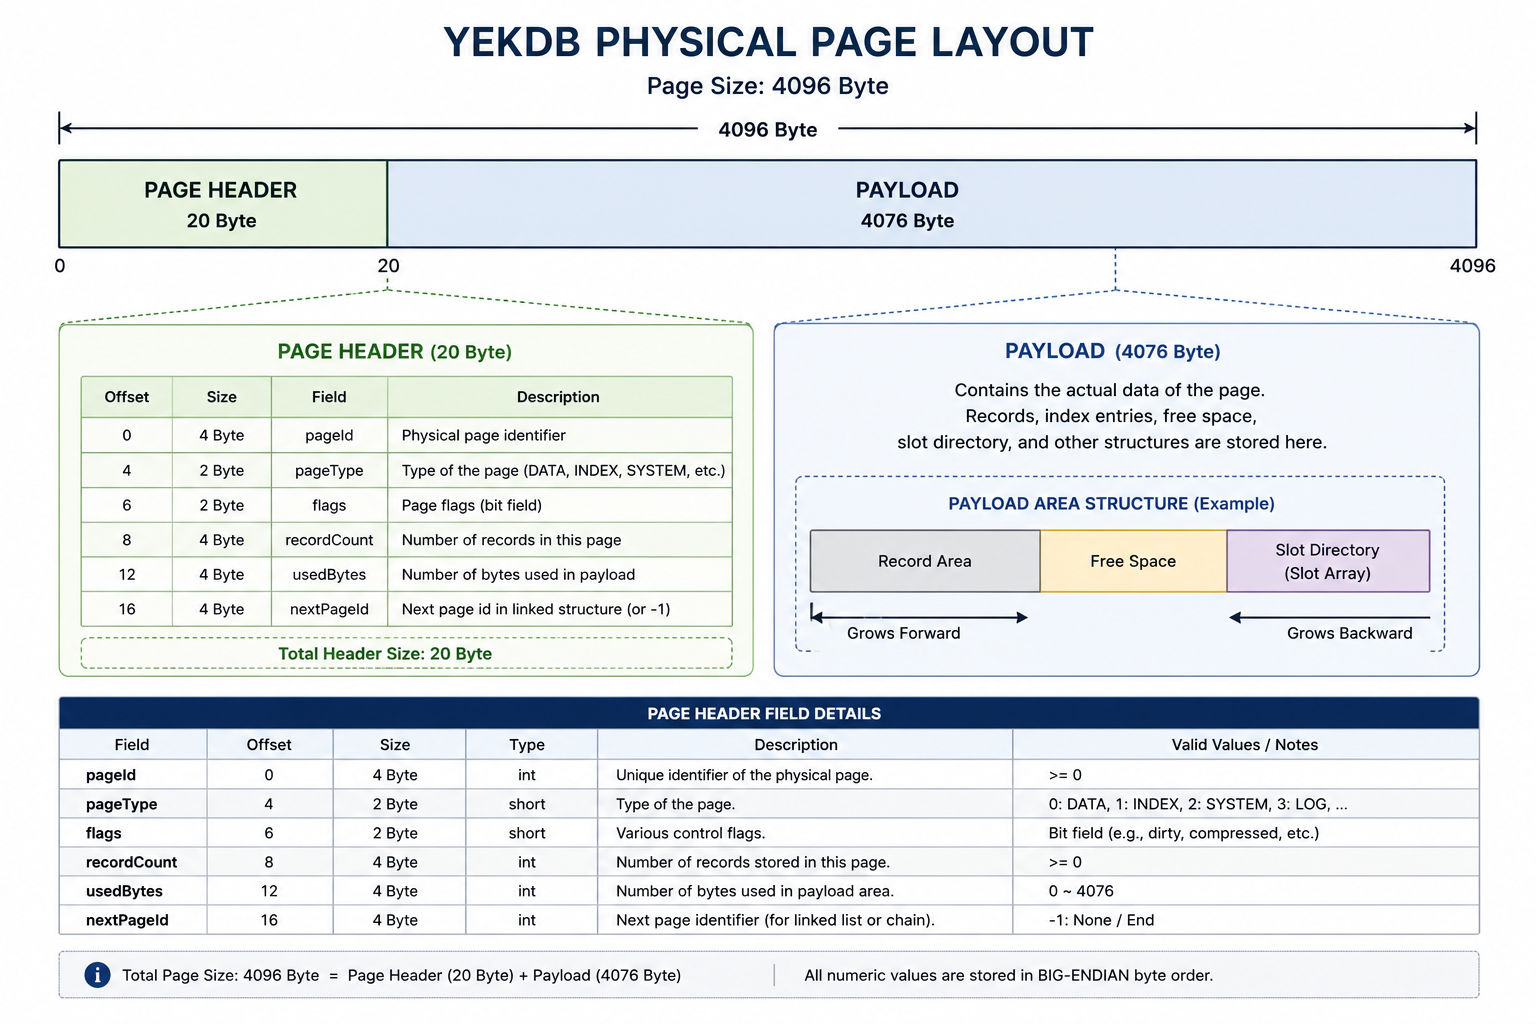 YEKDB PHYSICAL PAGE LAYOUT
Page Size: 4096 Byte
4096 Byte
PAGE HEADER
20 Byte
PAYLOAD
4076 Byte
0
20
4096
PAGE HEADER (20 Byte)
Offset Size Field Description
0 4 Byte pageId Physical page identifier
4 2 Byte pageType Type of the page (DATA, INDEX, SYSTEM, etc.)
6 2 Byte flags Page flags (bit field)
8 4 Byte recordCount Number of records in this page
12 4 Byte usedBytes Number of bytes used in payload
16 4 Byte nextPageId Next page id in linked structure (or -1)
Total Header Size: 20 Byte
PAYLOAD (4076 Byte)
Contains the actual data of the page.
Records, index entries, free space,
slot directory, and other structures are stored here.
PAYLOAD AREA STRUCTURE (Example)
Record Area
Free Space
Slot Directory
(Slot Array)
Grows Forward
Grows Backward
PAGE HEADER FIELD DETAILS
Field Offset Size Type Description Valid Values / Notes
pageId 0 4 Byte int Unique identifier of the physical page. >= 0
pageType 4 2 Byte short Type of the page. 0: DATA, 1: INDEX, 2: SYSTEM, 3: LOG, ...
flags 6 2 Byte short Various control flags. Bit field (e.g., dirty, compressed, etc.)
recordCount 8 4 Byte int Number of records stored in this page. >= 0
usedBytes 12 4 Byte int Number of bytes used in payload area. 0 ~ 4076
nextPageId 16 4 Byte int Next page identifier (for linked list or chain). -1: None / End
i Total Page Size: 4096 Byte = Page Header (20 Byte) + Payload (4076 Byte)
All numeric values are stored in BIG-ENDIAN byte order.